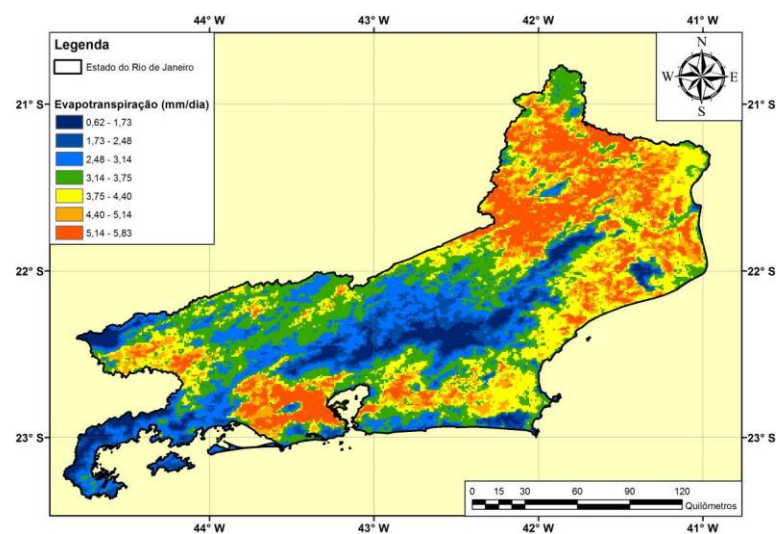 44° W 43° W 42° W 41° W
Legenda
Estado do Rio de Janeiro
Evapotranspiração (mm/dia)
0,62 - 1,73
1,73 - 2,48
2,48 - 3,14
3,14 - 3,75
3,75 - 4,40
4,40 - 5,14
5,14 - 5,83
N
W E
S
21° S 21° S
22° S 22° S
23° S 23° S
0 15 30 60 90 120
Quilômetros
44° W 43° W 42° W 41° W